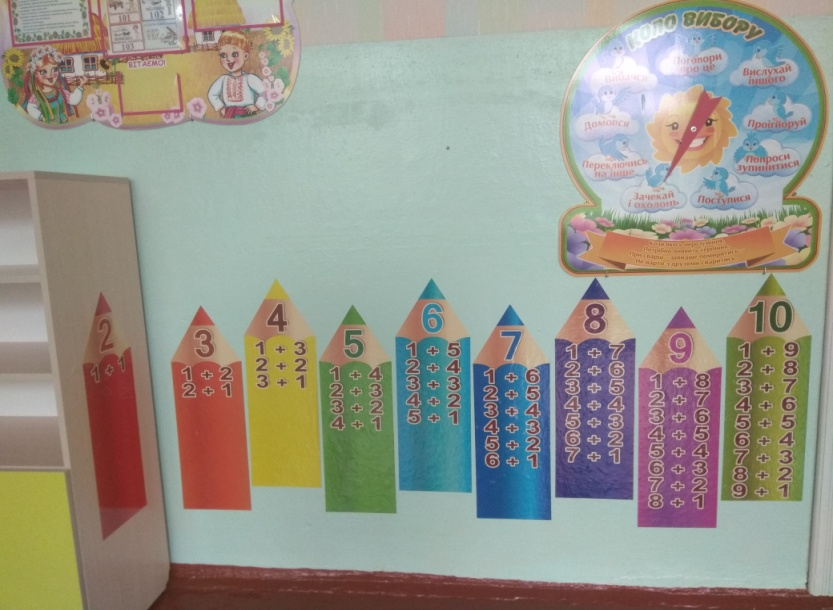 101
102
103
ВІТАЄМО!
КОЛО ВИБОРУ
Поговори
про це
Вибачся
Вислухай
іншого
Домовся
Проігноруй
Переключись
на інше
Попроси
зупинитися
Зачекай
і охолонь
Поступися
2
1 + 1
3
1 + 2
2 + 1
4
1 + 3
2 + 2
3 + 1
5
1 + 4
2 + 3
3 + 2
4 + 1
6
1 + 5
2 + 4
3 + 3
4 + 2
5 + 1
7
1 + 6
2 + 5
3 + 4
4 + 3
5 + 2
6 + 1
8
1 + 7
2 + 6
3 + 5
4 + 4
5 + 3
6 + 2
7 + 1
9
1 + 8
2 + 7
3 + 6
4 + 5
5 + 4
6 + 3
7 + 2
8 + 1
10
1 + 9
2 + 8
3 + 7
4 + 6
5 + 5
6 + 4
7 + 3
8 + 2
9 + 1